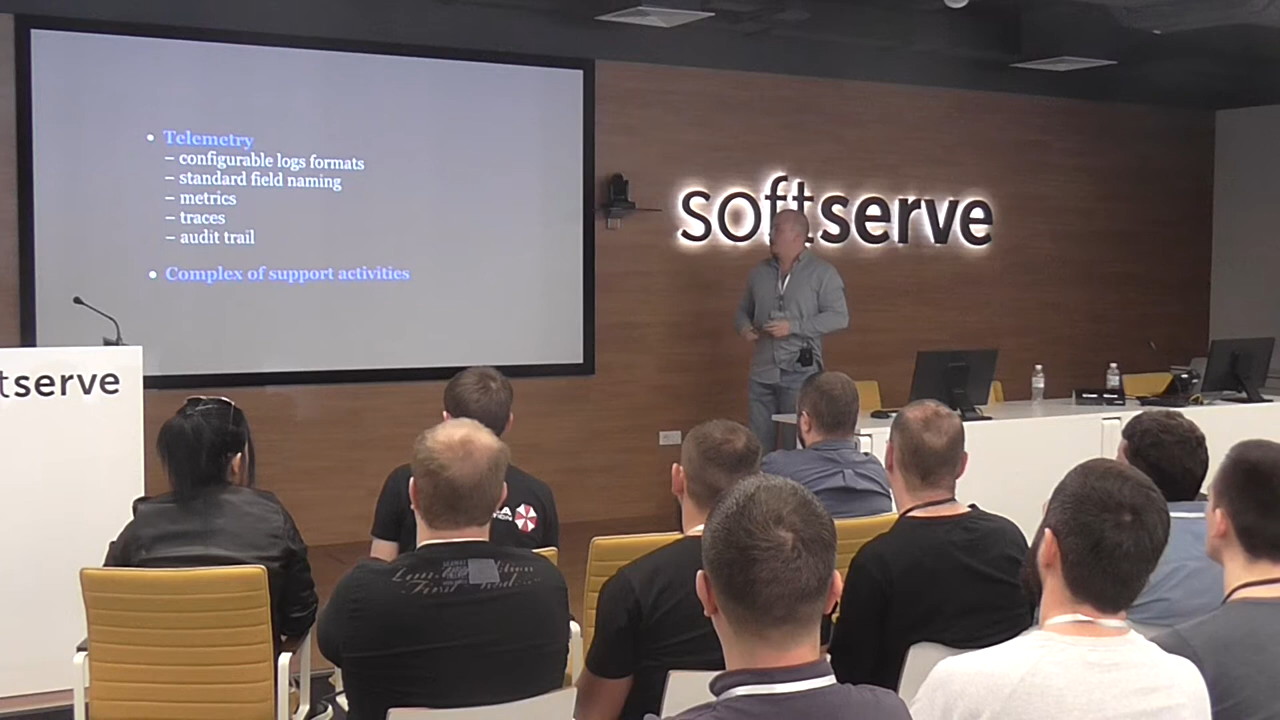 • Telemetry
– configurable logs formats
– standard field naming
– metrics
– traces
– audit trail
• Complex of support activities
softserve
tserve